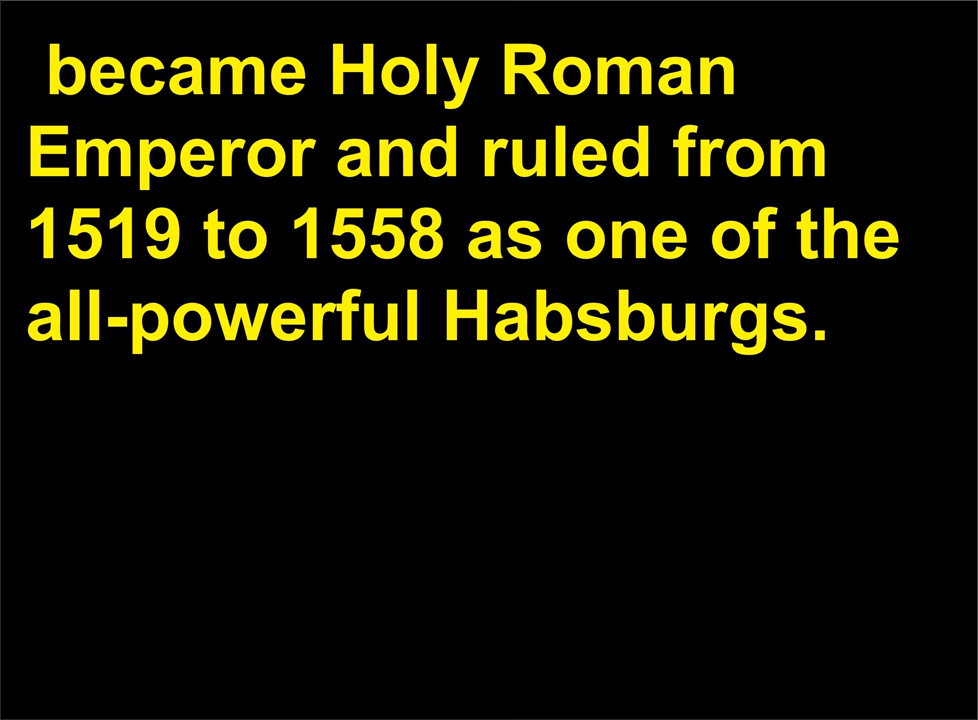 became Holy Roman
Emperor and ruled from
1519 to 1558 as one of the
all-powerful Habsburgs.